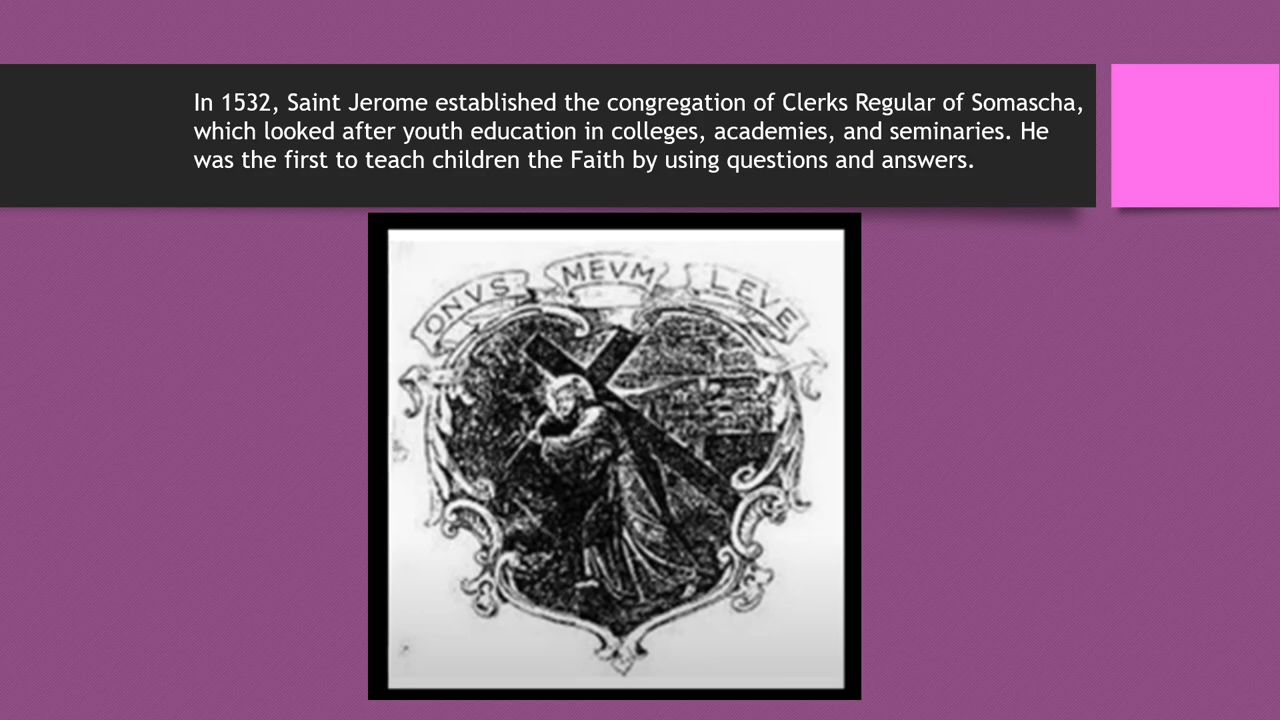 In 1532, Saint Jerome established the congregation of Clerks Regular of Somascha,
which looked after youth education in colleges, academies, and seminaries. He
was the first to teach children the Faith by using questions and answers.
ONVS MEVM LEVE